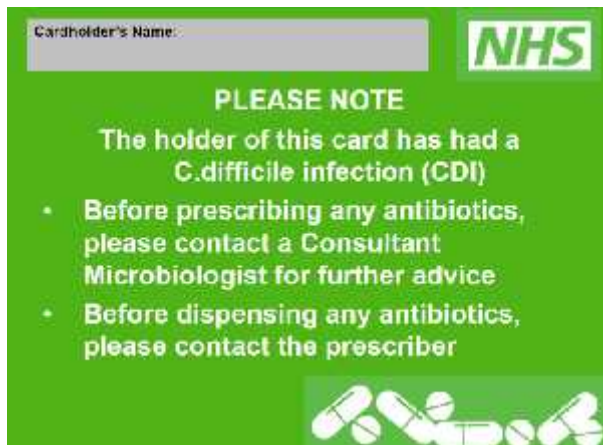 Cardholder's Name:
NHS
PLEASE NOTE
The holder of this card has had a
C.difficile infection (CDI)
• Before prescribing any antibiotics,
please contact a Consultant
Microbiologist for further advice
• Before dispensing any antibiotics,
please contact the prescriber